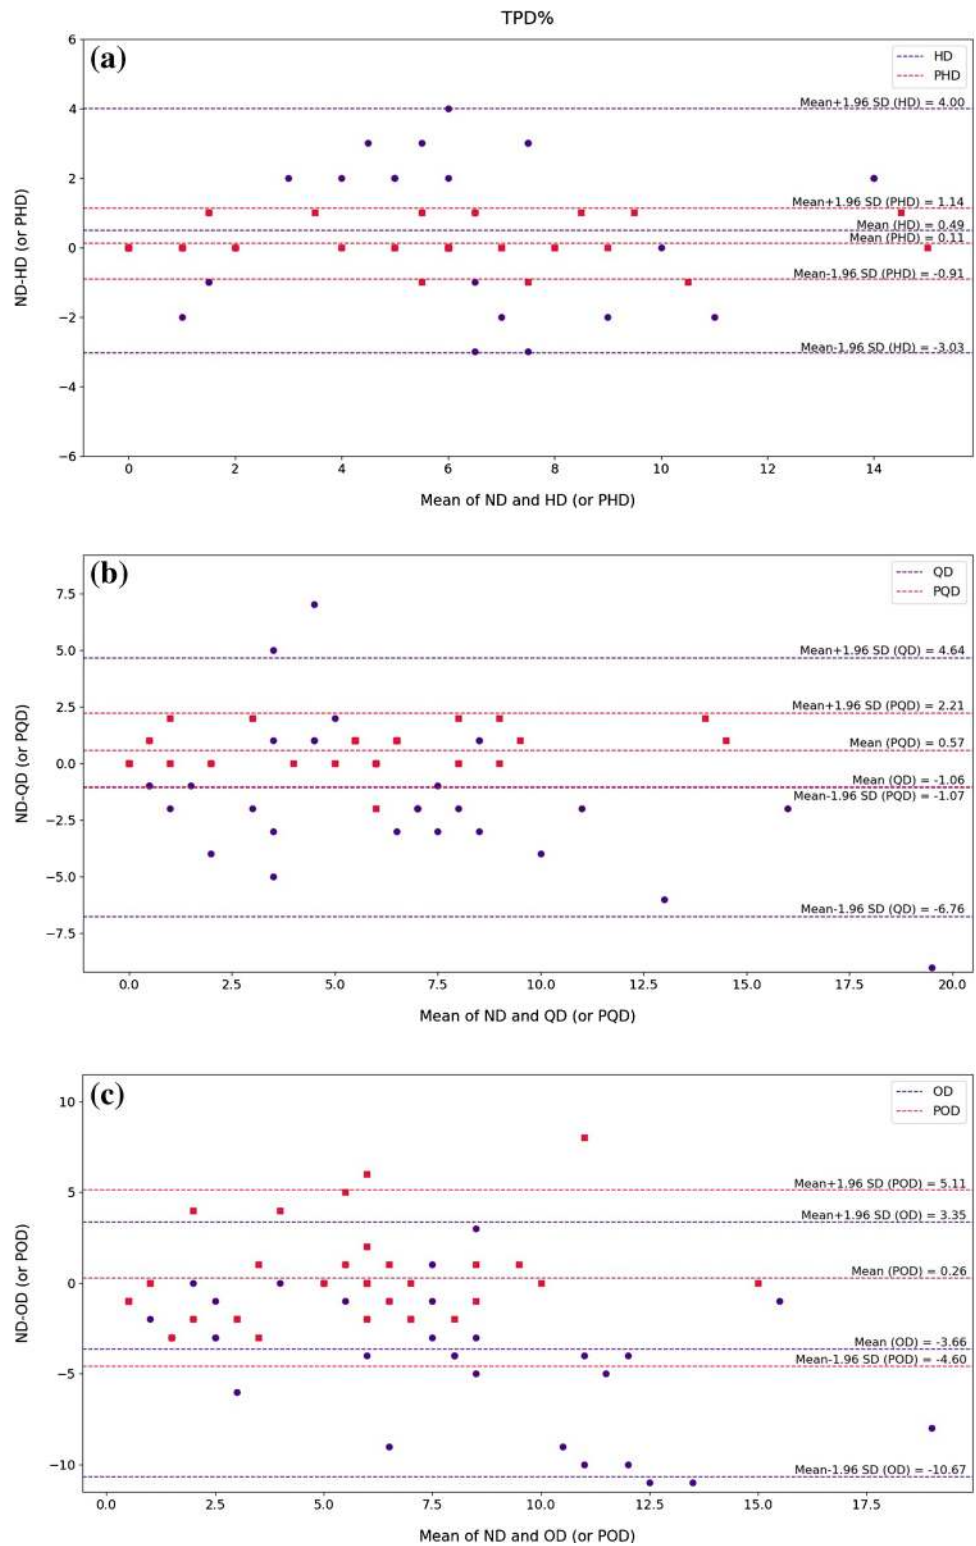 TPD%
(a)
HD
PHD
6
4
2
0
−2
−4
−6
ND-HD (or PHD)
Mean+1.96 SD (HD) = 4.00
Mean+1.96 SD (PHD) = 1.14
Mean (HD) = 0.49
Mean (PHD) = 0.11
Mean-1.96 SD (PHD) = -0.91
Mean-1.96 SD (HD) = -3.03
0 2 4 6 8 10 12 14
Mean of ND and HD (or PHD)
(b)
QD
PQD
7.5
5.0
2.5
0.0
−2.5
−5.0
−7.5
ND-QD (or PQD)
Mean+1.96 SD (QD) = 4.64
Mean+1.96 SD (PQD) = 2.21
Mean (PQD) = 0.57
Mean (QD) = -1.06
Mean-1.96 SD (PQD) = -1.07
Mean-1.96 SD (QD) = -6.76
0.0 2.5 5.0 7.5 10.0 12.5 15.0 17.5 20.0
Mean of ND and QD (or PQD)
(c)
OD
POD
10
5
0
−5
−10
ND-OD (or POD)
Mean+1.96 SD (POD) = 5.11
Mean+1.96 SD (OD) = 3.35
Mean (POD) = 0.26
Mean (OD) = -3.66
Mean-1.96 SD (POD) = -4.60
Mean-1.96 SD (OD) = -10.67
0.0 2.5 5.0 7.5 10.0 12.5 15.0 17.5
Mean of ND and OD (or POD)